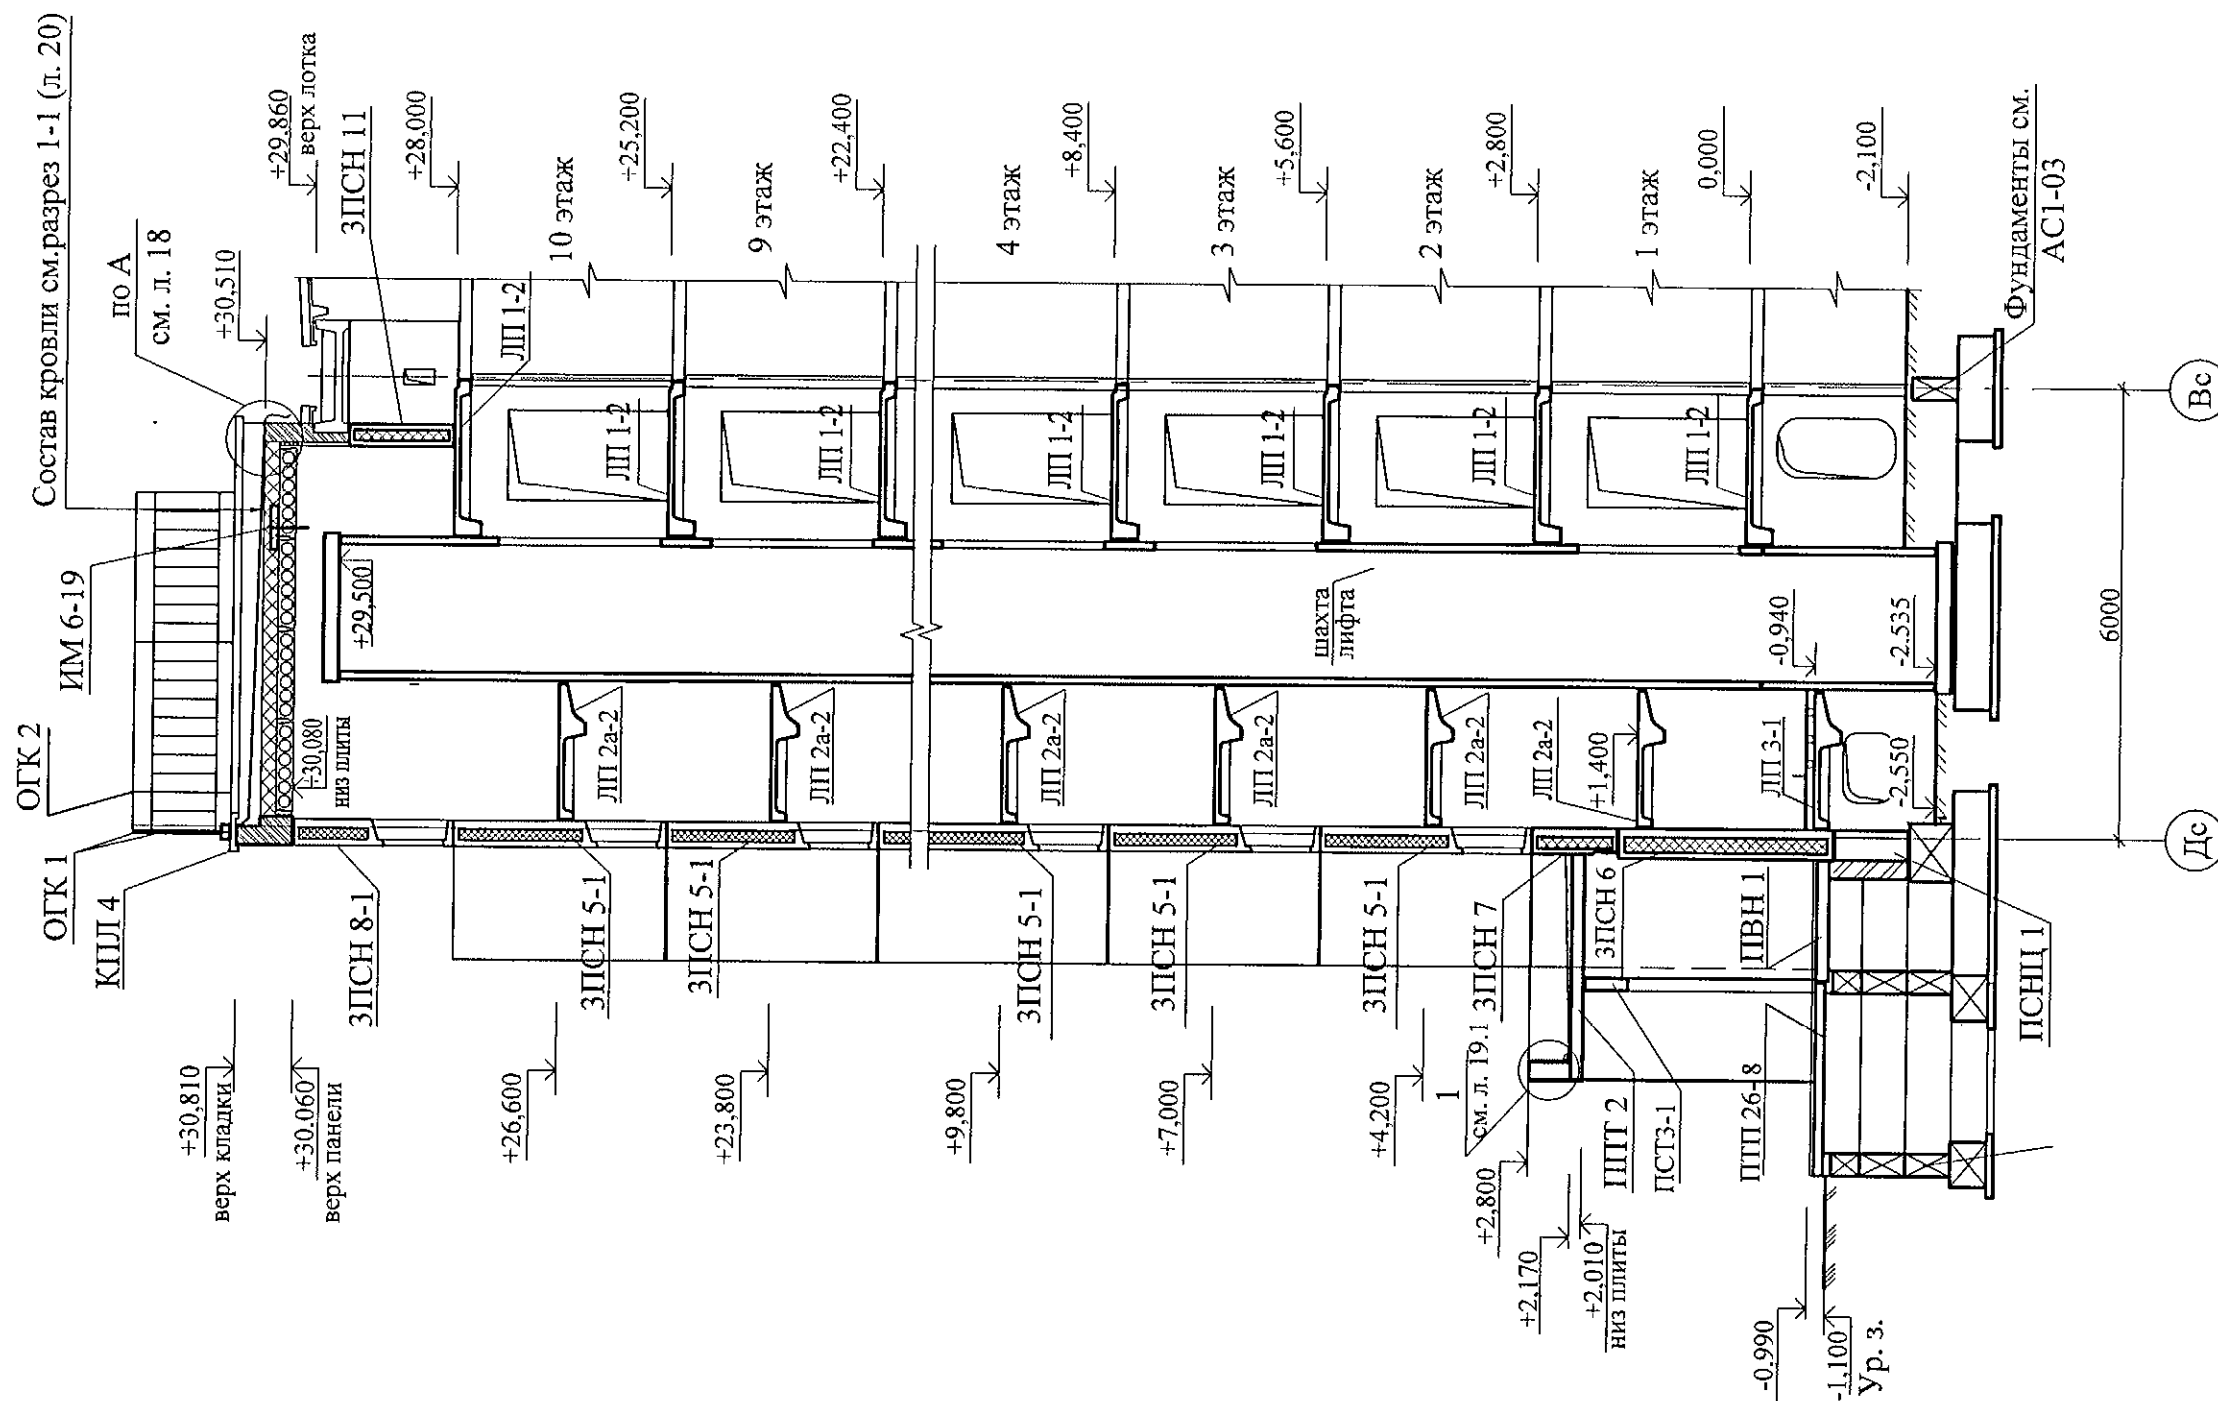 Состав кровли см.разрез 1-1 (л. 20)
по А
см. л. 18
ИМ 6-19
ОГК 2
ОГК 1
КПЛ 4
+29,860
верх лотка
3ПСН 11
+30,510
+28,000
10 этаж
+25,200
9 этаж
+22,400
4 этаж
+8,400
3 этаж
+5,600
2 этаж
+2,800
1 этаж
0,000
-2,100
Фундаменты см.
АС1-03
ЛП 1-2
ЛП 1-2
ЛП 1-2
ЛП 1-2
ЛП 1-2
ЛП 1-2
ЛП 1-2
+29,500
шахта
лифта
-0,940
-2.535
6000
Вс
Дс
+30,080
низ плиты
ЛП 2а-2
ЛП 2а-2
ЛП 2а-2
ЛП 2а-2
ЛП 2а-2
ЛП 2а-2
+1,400
ЛП 3-1
-2,550
3ПСН 8-1
3ПСН 5-1
3ПСН 5-1
3ПСН 5-1
3ПСН 5-1
3ПСН 5-1
3ПСН 7
3ПСН 6
ПВН 1
ПСНЦ 1
+30,810
верх кладки
+30.060
верх панели
+26,600
+23,800
+9,800
+7,000
+4,200
1
см. л. 19.1
ППТ 2
ПСТ3-1
ПТП 26-8
+2,800
+2,170
+2,010
низ плиты
-0.990
-1,100
Ур. з.